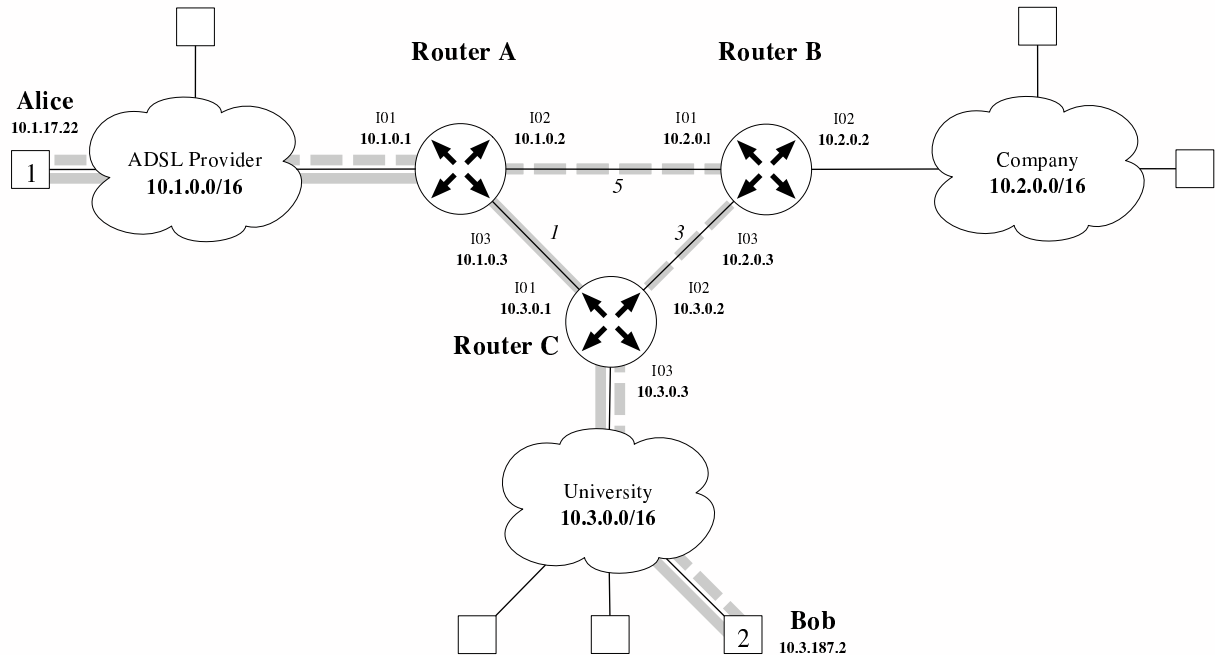 Router A
Router B
Alice
10.1.17.22
1
ADSL Provider
10.1.0.0/16
I01
10.1.0.1
I02
10.1.0.2
I01
10.2.0.1
I02
10.2.0.2
Company
10.2.0.0/16
5
I03
10.1.0.3
1
3
I03
10.2.0.3
I01
10.3.0.1
I02
10.3.0.2
Router C
I03
10.3.0.3
University
10.3.0.0/16
2
Bob
10.3.187.2